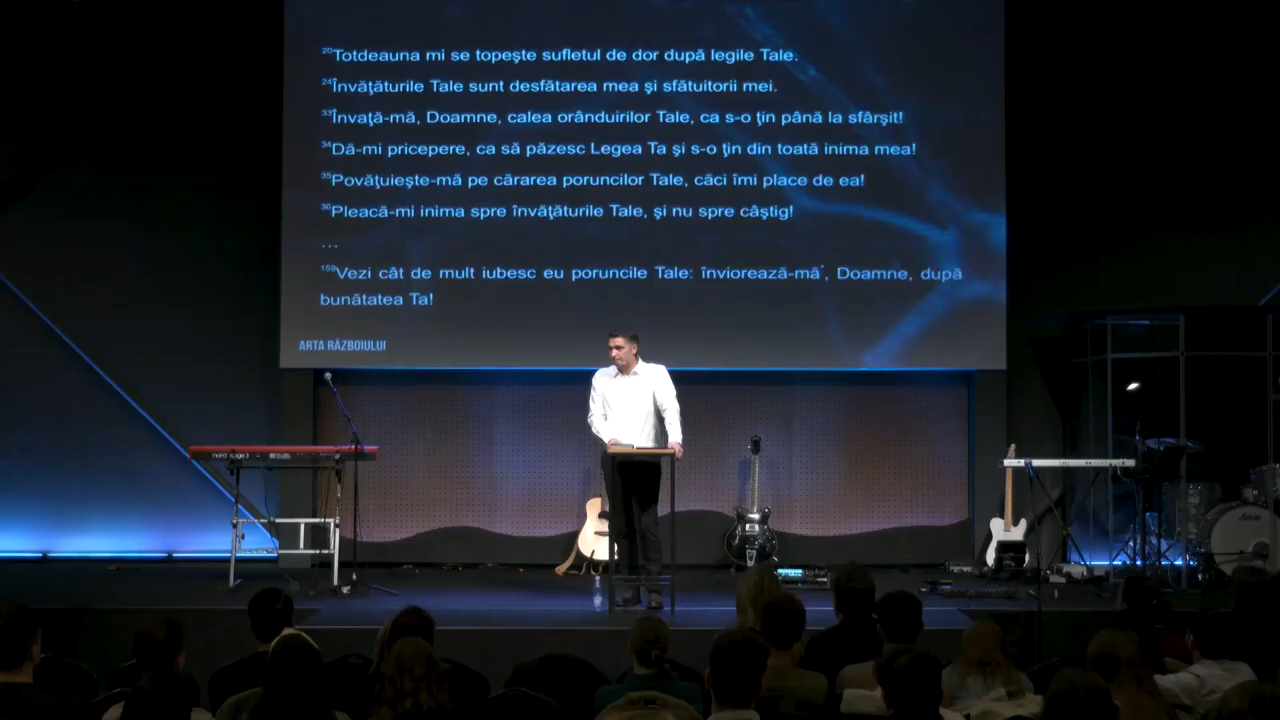 ²⁰Totdeauna mi se topeşte sufletul de dor după legile Tale.
²⁴Învăţăturile Tale sunt desfătarea mea şi sfătuitorii mei.
³³Învaţă-mă, Doamne, calea orânduirilor Tale, ca s-o ţin până la sfârşit!
³⁴Dă-mi pricepere, ca să păzesc Legea Ta şi s-o ţin din toată inima mea!
³⁵Povăţuieşte-mă pe cărarea poruncilor Tale, căci îmi place de ea!
³⁶Pleacă-mi inima spre învăţăturile Tale, şi nu spre câştig!
...
¹⁵⁹Vezi cât de mult iubesc eu poruncile Tale: înviorează-mă*, Doamne, după
bunătatea Ta!
ARTA RĂZBOIULUI
nord stage 3